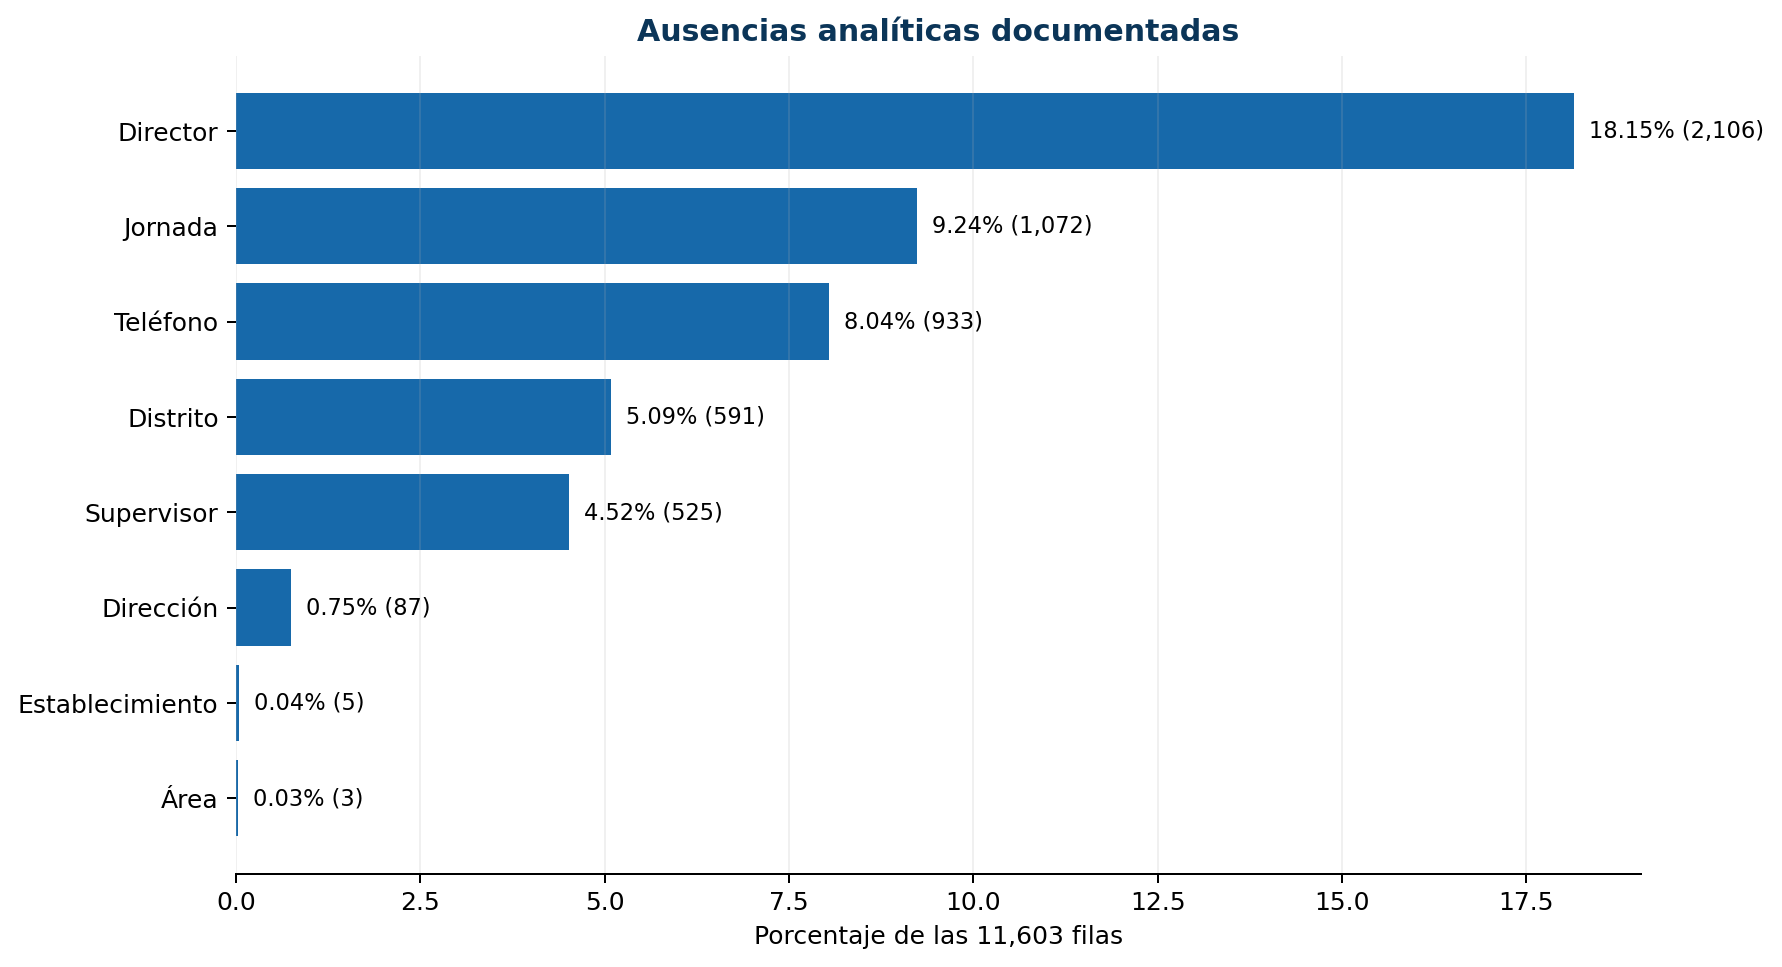 Ausencias analíticas documentadas
Director 18.15% (2,106)
Jornada 9.24% (1,072)
Teléfono 8.04% (933)
Distrito 5.09% (591)
Supervisor 4.52% (525)
Dirección 0.75% (87)
Establecimiento 0.04% (5)
Área 0.03% (3)
0.0 2.5 5.0 7.5 10.0 12.5 15.0 17.5
Porcentaje de las 11,603 filas